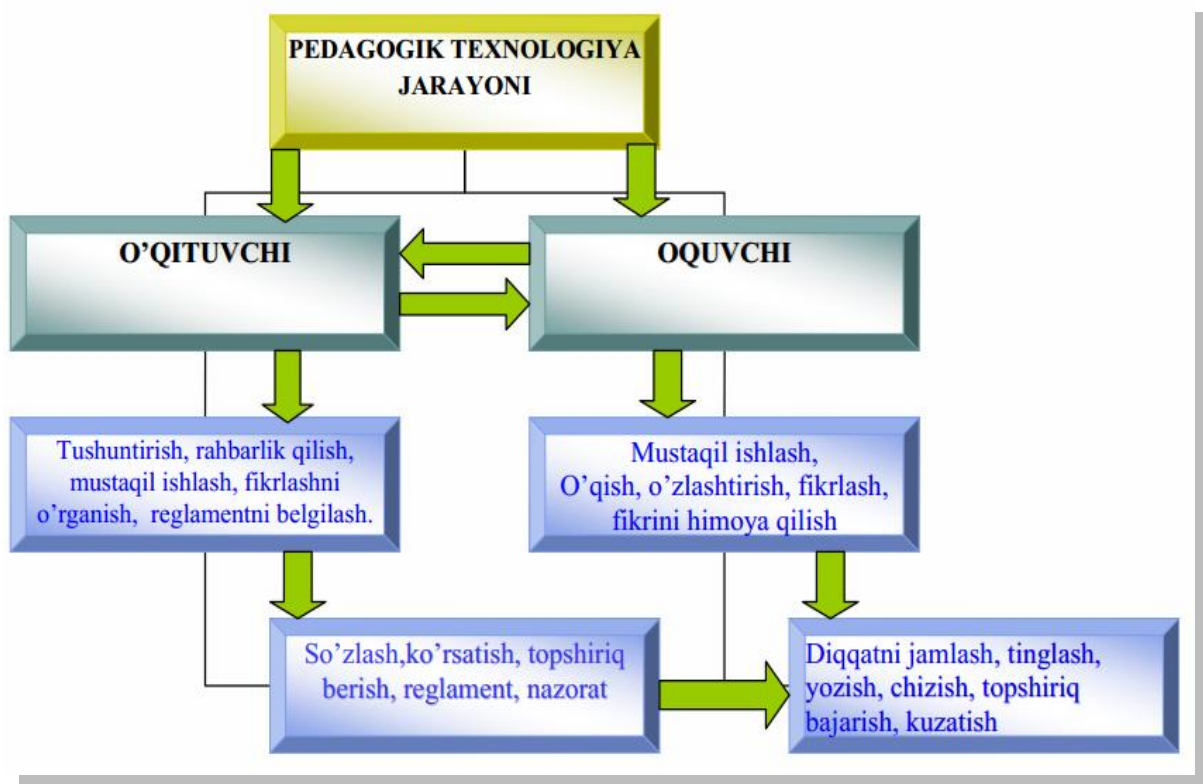 PEDAGOGIK TEXNOLOGIYA
JARAYONI
O’QITUVCHI
OQUVCHI
Tushuntirish, rahbarlik qilish,
mustaqil ishlash, fikrlashni
o’rganish, reglamentni belgilash.
Mustaqil ishlash,
O’qish, o’zlashtirish, fikrlash,
fikrini himoya qilish
So’zlash,ko’rsatish, topshiriq
berish, reglament, nazorat
Diqqatni jamlash, tinglash,
yozish, chizish, topshiriq
bajarish, kuzatish